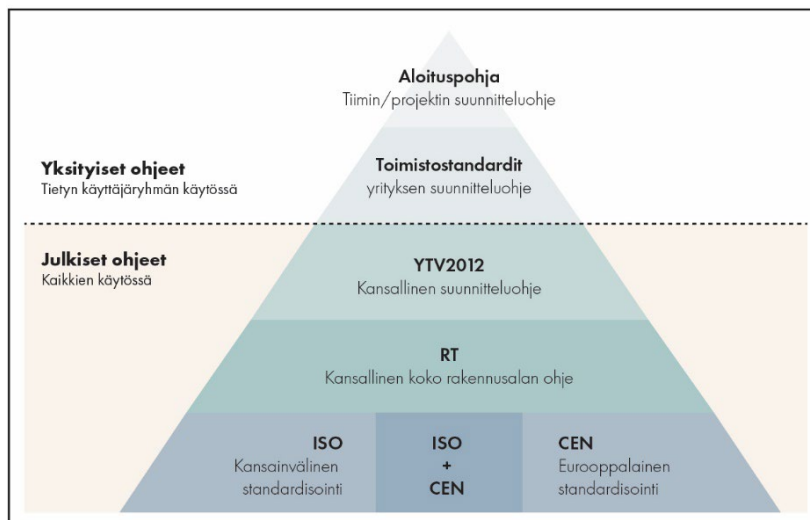 Aloituspohja
Tiimin/projektin suunnitteluohje
Yksityiset ohjeet
Tietyn käyttäjäryhmän käytössä
Toimistostandardit
yrityksen suunnitteluohje
Julkiset ohjeet
Kaikkien käytössä
YTV2012
Kansallinen suunnitteluohje
RT
Kansallinen koko rakennusalan ohje
ISO
Kansainvälinen
standardisointi
ISO
+
CEN
CEN
Eurooppalainen
standardisointi